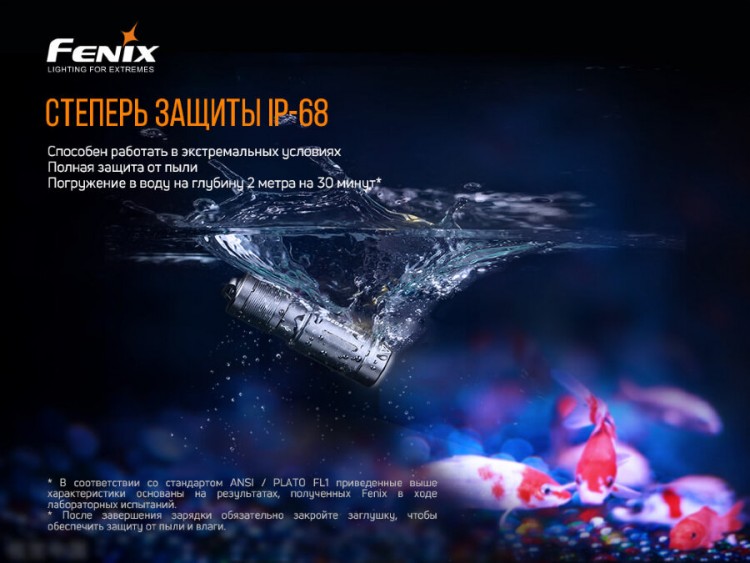 FENIX
LIGHTING FOR EXTREMES
СТЕПЕРЬ ЗАЩИТЫ IP-68
Способен работать в экстремальных условиях
Полная защита от пыли
Погружение в воду на глубину 2 метра на 30 минут*
* В соответствии со стандартом ANSI / PLATO FL1 приведенные выше
характеристики основаны на результатах, полученных Fenix в ходе
лабораторных испытаний.
* После завершения зарядки обязательно закройте заглушку, чтобы
обеспечить защиту от пыли и влаги.